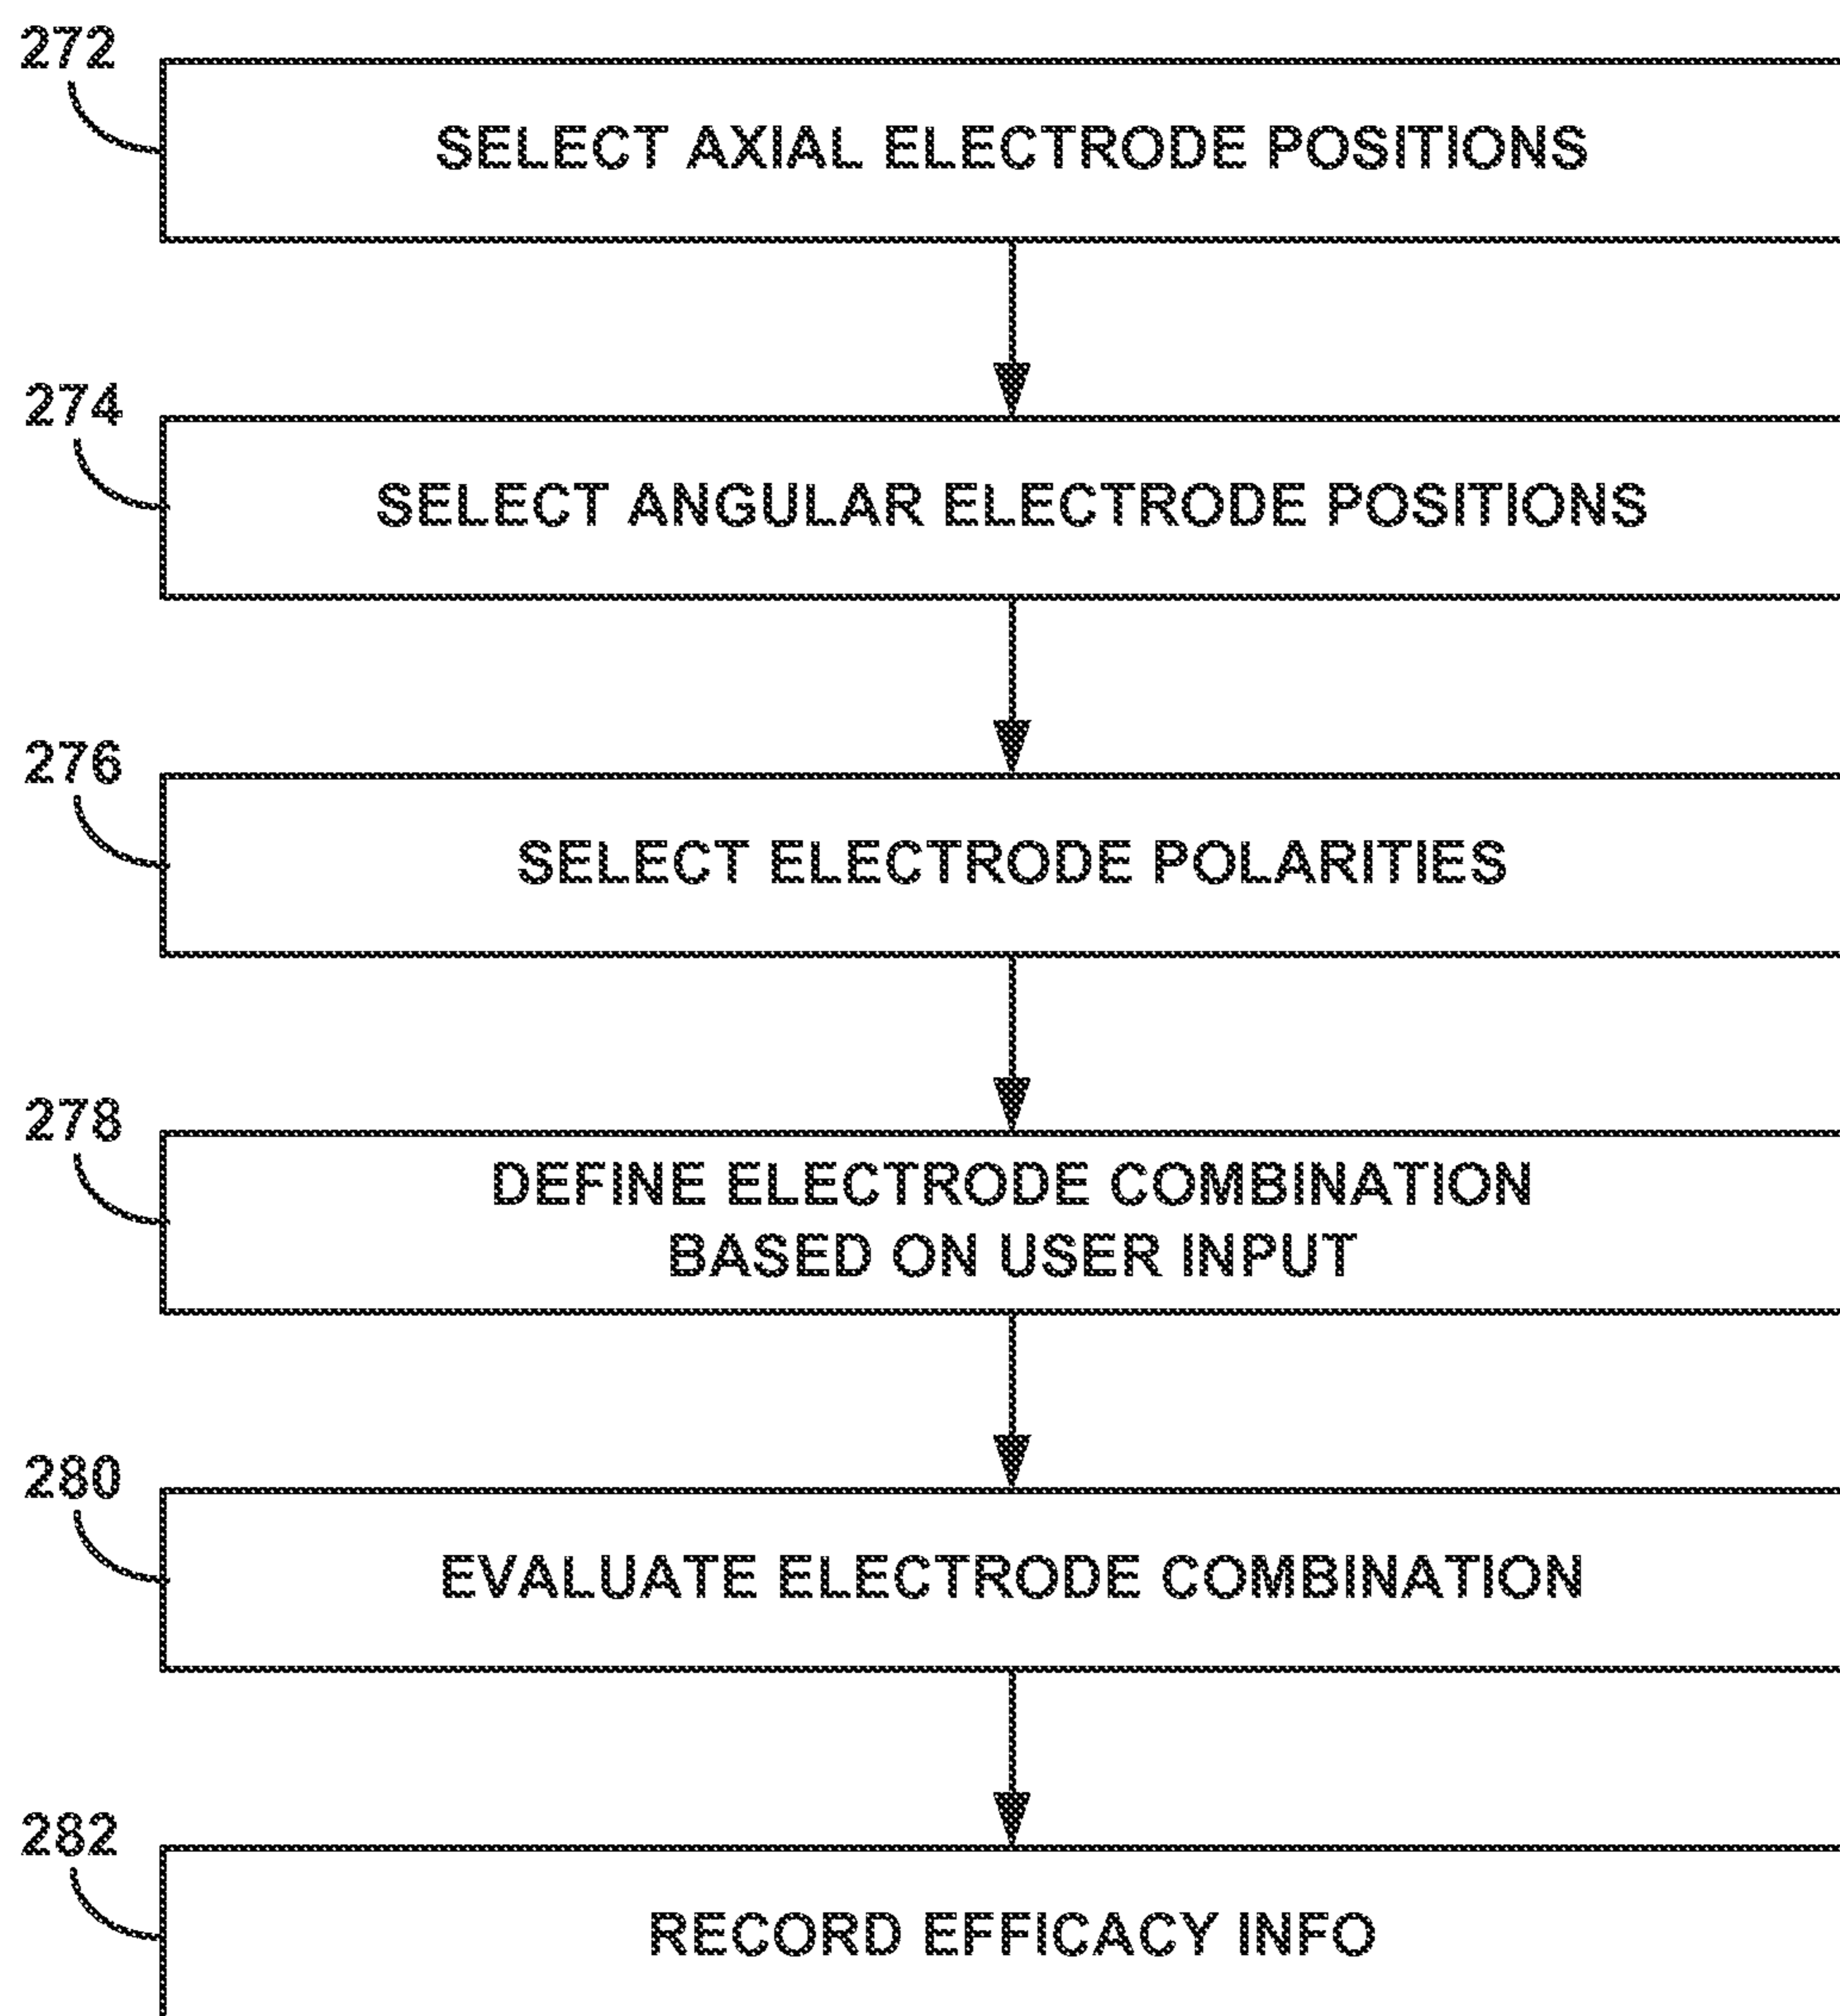 272
SELECT AXIAL ELECTRODE POSITIONS
274
SELECT ANGULAR ELECTRODE POSITIONS
276
SELECT ELECTRODE POLARITIES
278
DEFINE ELECTRODE COMBINATION
BASED ON USER INPUT
280
EVALUATE ELECTRODE COMBINATION
282
RECORD EFFICACY INFO